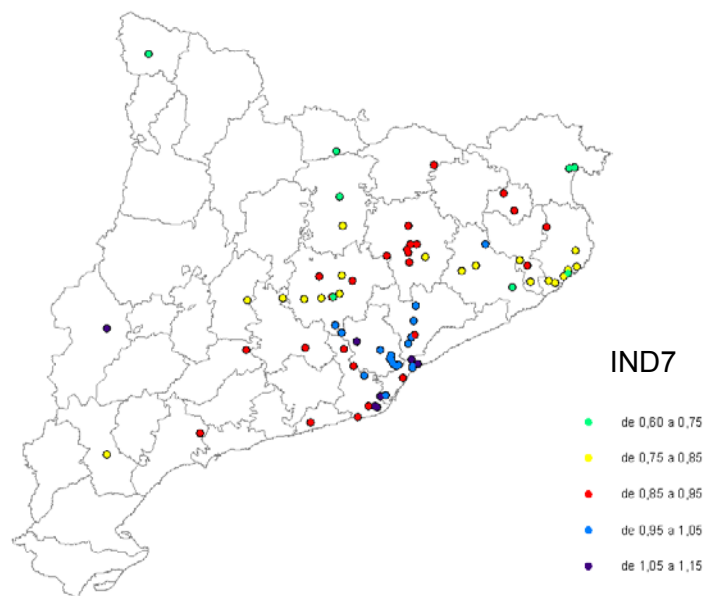 IND7
de 0,60 a 0,75
de 0,75 a 0,85
de 0,85 a 0,95
de 0,95 a 1,05
de 1,05 a 1,15